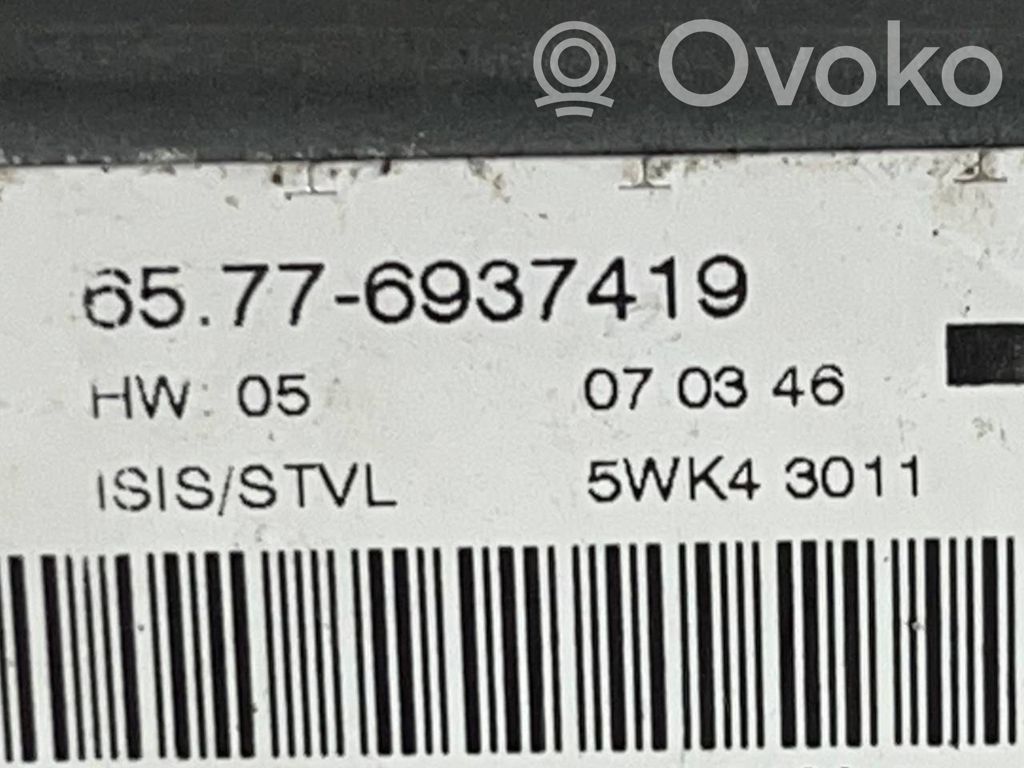 Ovoko
65.77-6937419
HW: 05 07 03 46
ISIS/STVL 5WK4 3011